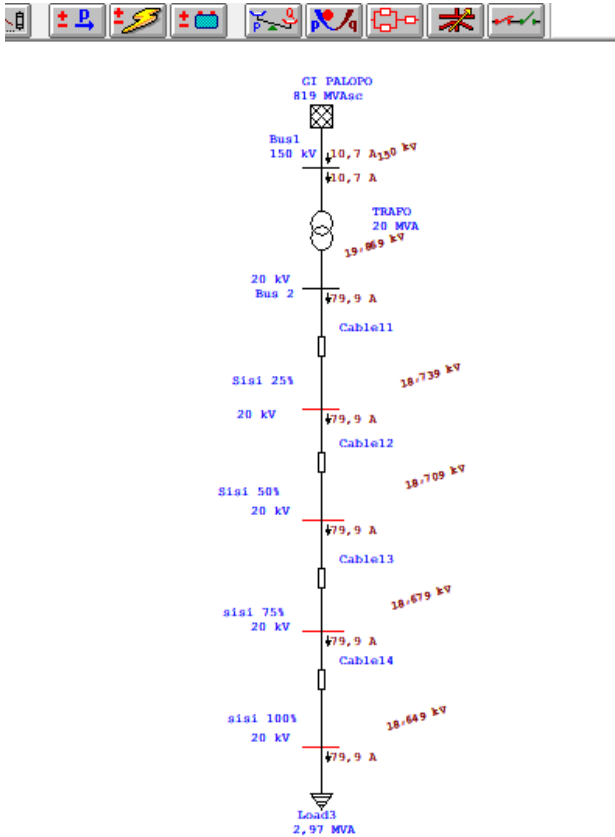 GI PALOPO
819 MVAsc
Bus1
150 kV
10,7 A
150 kV
10,7 A
TRAFO
20 MVA
19,869 kV
20 kV
Bus 2
79,9 A
Cable11
18,739 kV
Sisi 25%
20 kV
79,9 A
Cable12
18,709 kV
Sisi 50%
20 kV
79,9 A
Cable13
18,679 kV
sisi 75%
20 kV
79,9 A
Cable14
18,649 kV
sisi 100%
20 kV
79,9 A
Load3
2,97 MVA